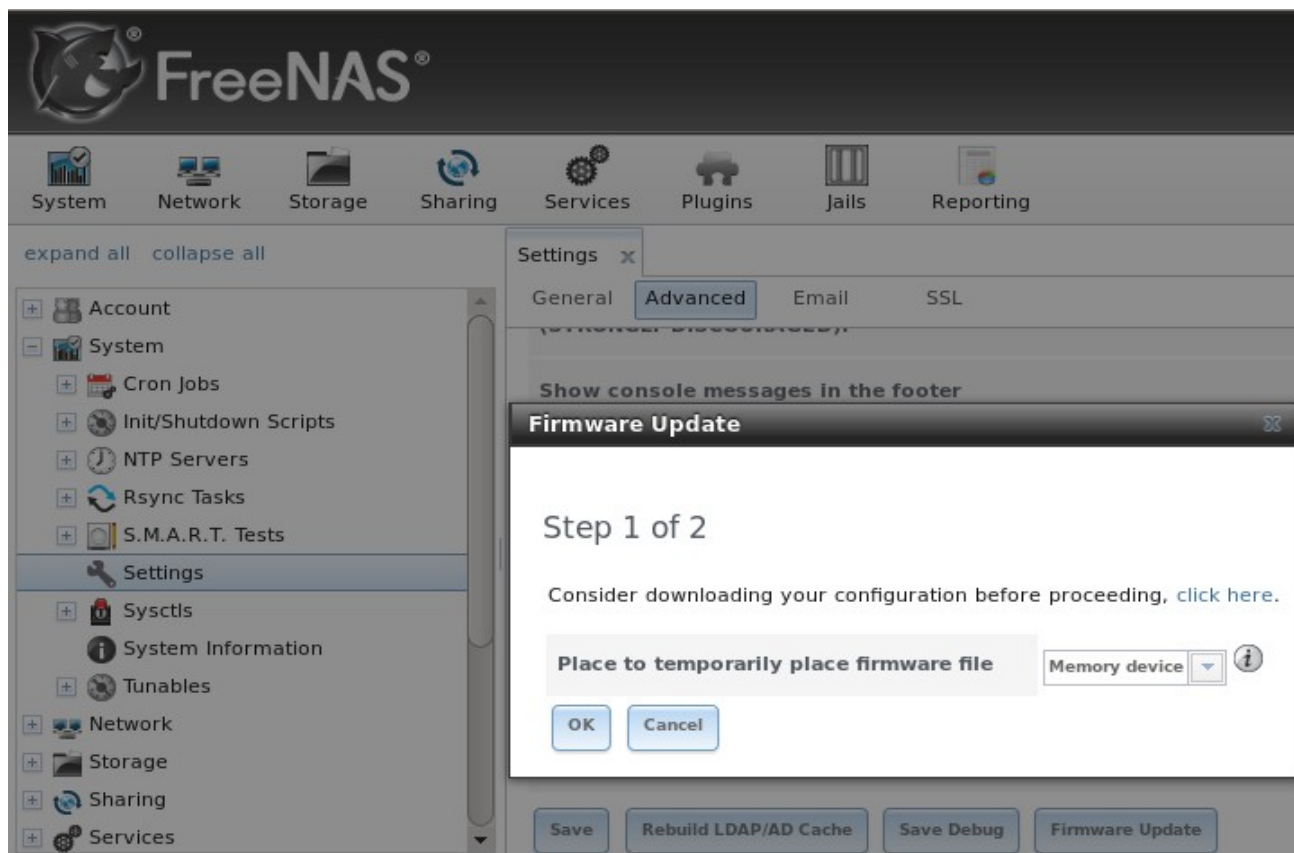 FreeNAS®
System Network Storage Sharing Services Plugins Jails Reporting
expand all collapse all
Account
System
Cron Jobs
Init/Shutdown Scripts
NTP Servers
Rsync Tasks
S.M.A.R.T. Tests
Settings
Sysctls
System Information
Tunables
Network
Storage
Sharing
Services
Settings x
General Advanced Email SSL
Show console messages in the footer
Firmware Update
Step 1 of 2
Consider downloading your configuration before proceeding, click here.
Place to temporarily place firmware file Memory device i
OK Cancel
Save Rebuild LDAP/AD Cache Save Debug Firmware Update